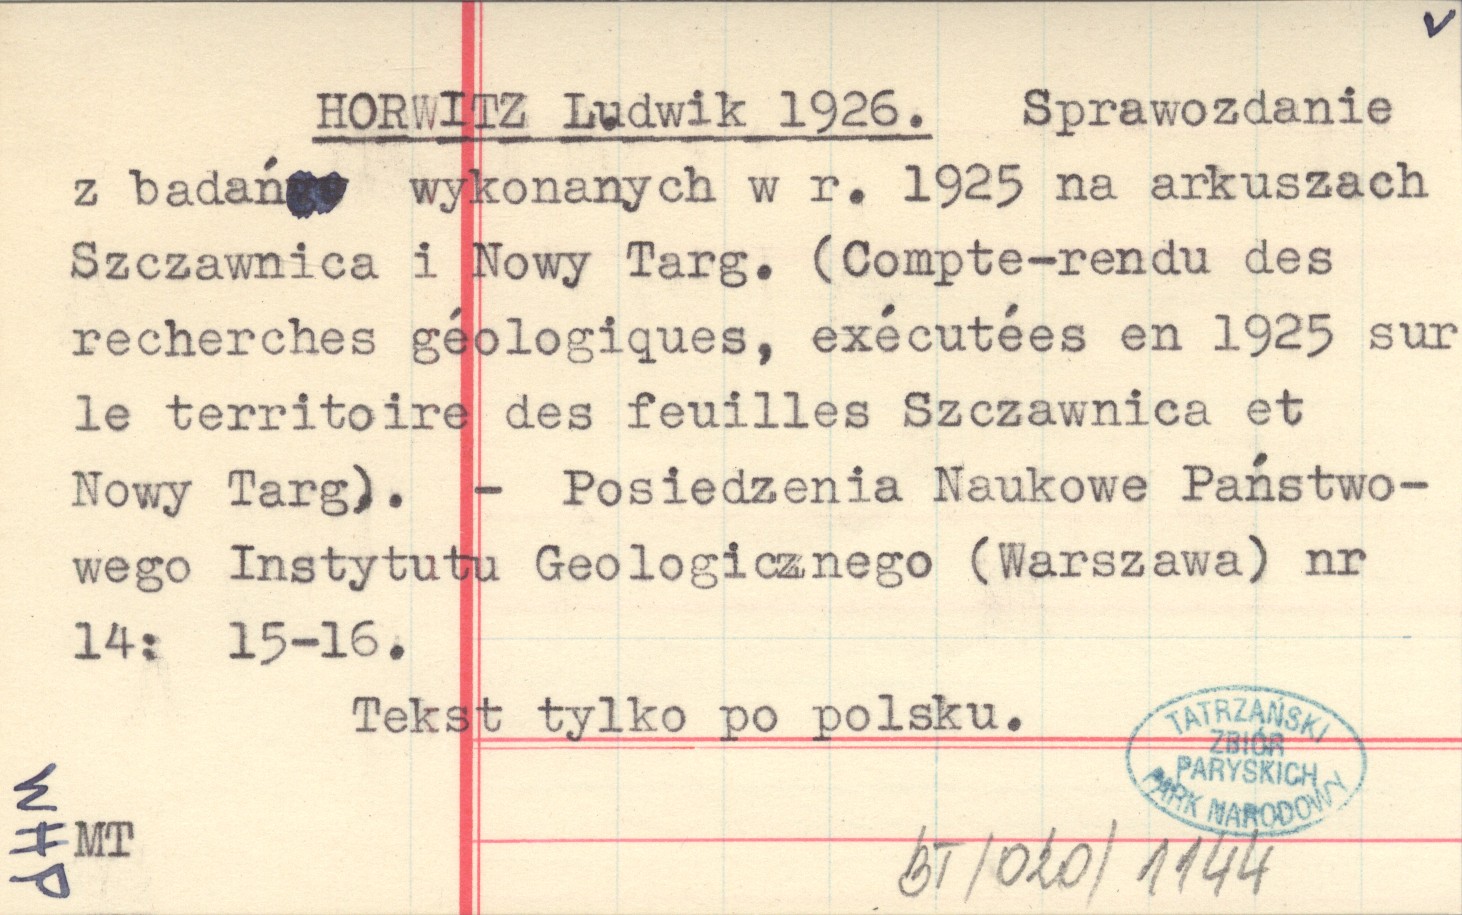 HORWITZ Ludwik 1926. Sprawozdanie
z badań wykonanych w r. 1925 na arkuszach
Szczawnica i Nowy Targ. (Compte-rendu des
recherches géologiques, exécutées en 1925 sur
le territoire des feuilles Szczawnica et
Nowy Targ). - Posiedzenia Naukowe Państwo-
wego Instytutu Geologicznego (Warszawa) nr
14: 15-16.
Tekst tylko po polsku.
TATRZAŃSKI
ZBIÓR
PARYSKICH
PARK NARODOWY
WHP
MT
BT/020/1144